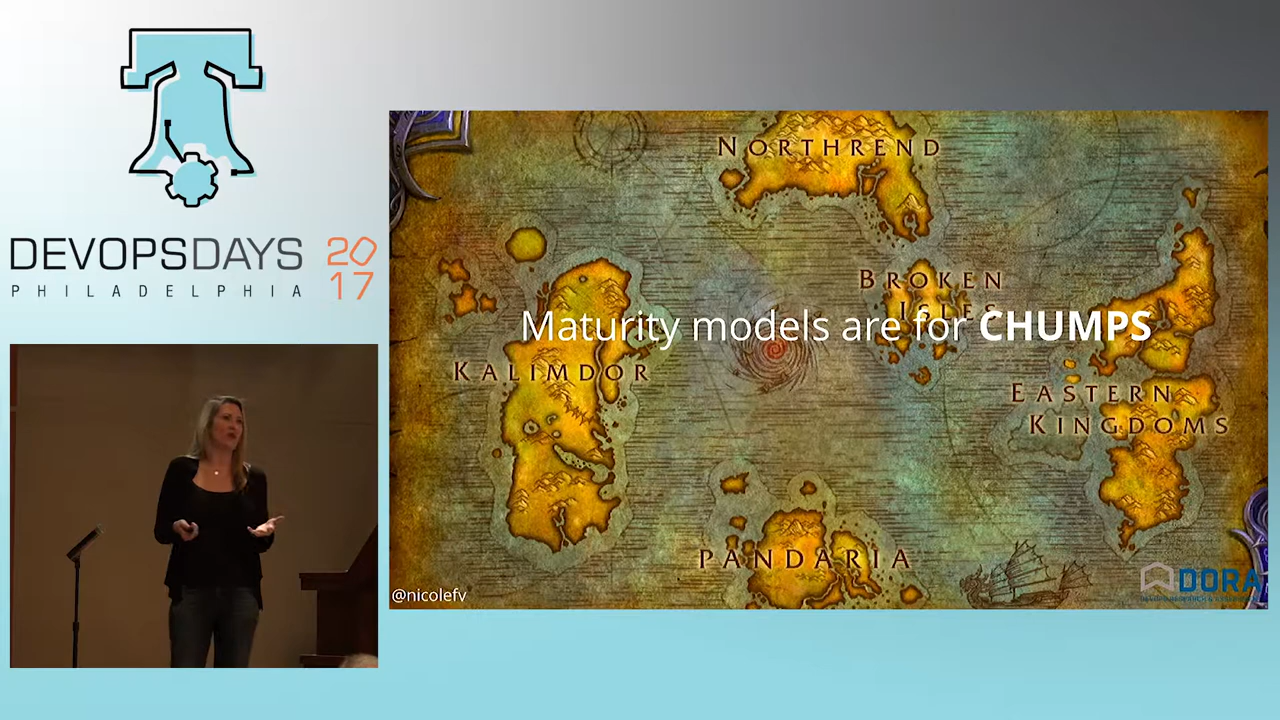 DEVOPSDAYS 2017
PHILADELPHIA
NORTHREND
BROKEN
ISLES
Maturity models are for CHUMPS
KALIMDOR
EASTERN
KINGDOMS
PANDARIA
@nicolefv
DORA